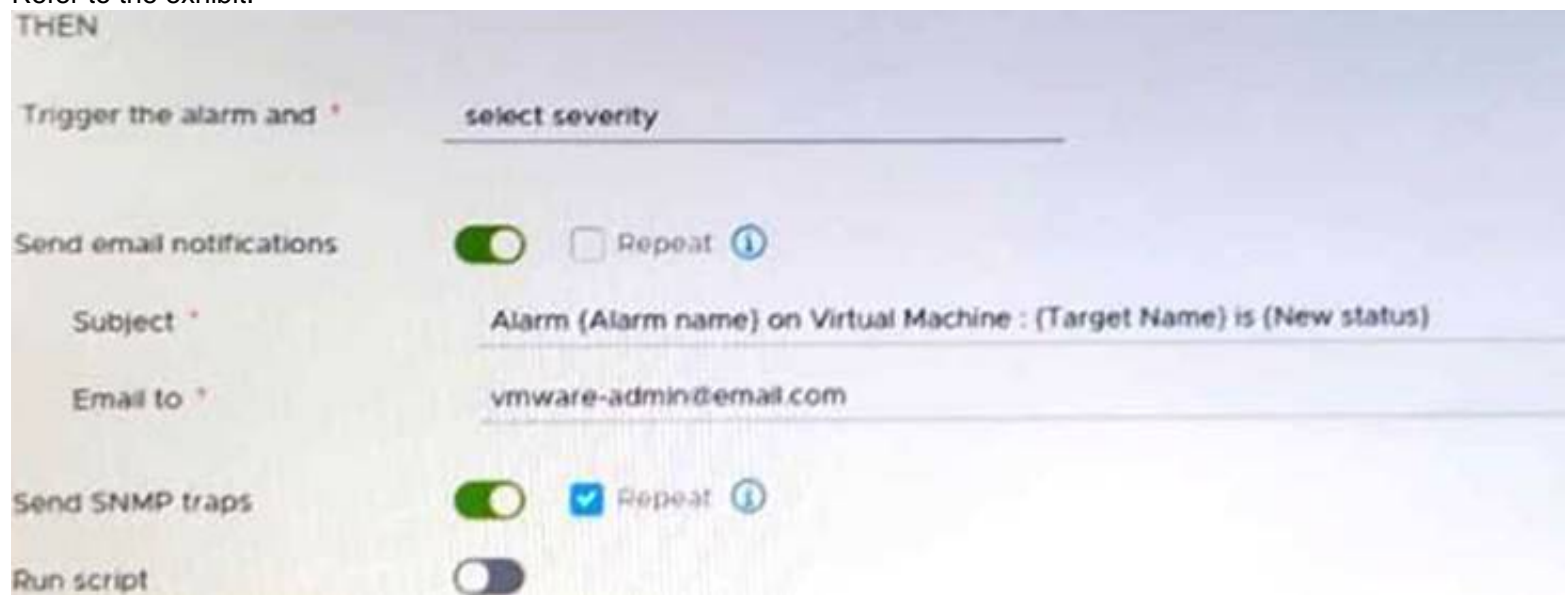 THEN
Trigger the alarm and * select severity
Send email notifications Repeat
Subject * Alarm (Alarm name) on Virtual Machine : (Target Name) is (New status)
Email to * vmware-admin@email.com
Send SNMP traps Repeat
Run script